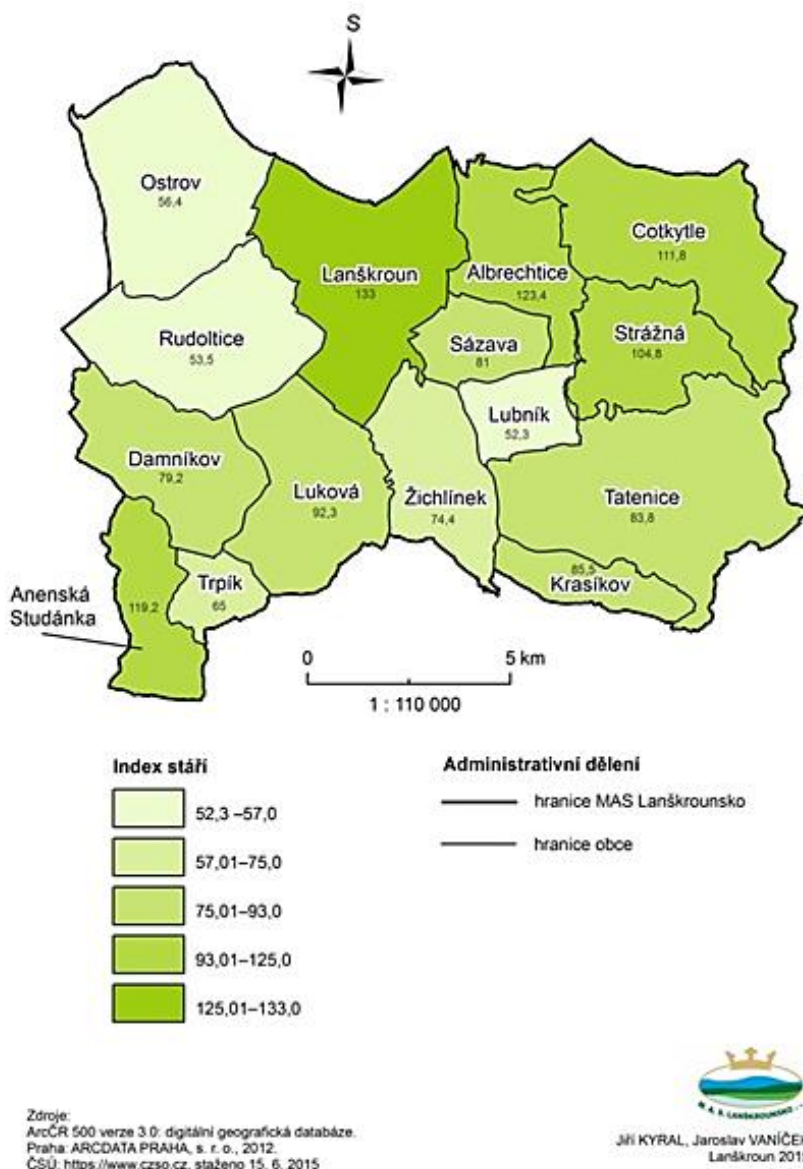 S
Ostrov
56,4
Lanškroun
133
Albrechtice
123,4
Cotkytle
111,8
Rudoltice
53,5
Sázava
81
Strážná
104,8
Lubník
52,3
Damníkov
79,2
Luková
92,3
Žichlínek
74,4
Tatenice
83,8
85,5
Krasíkov
Trpík
65
Anenská
Studánka
119,2
0 5 km
1 : 110 000
Index stáří
52,3 –57,0
57,01–75,0
75,01–93,0
93,01–125,0
125,01–133,0
Administrativní dělení
hranice MAS Lanškrounsko
hranice obce
M. A. S. LANŠKROUNSKO
Zdroje:
ArcČR 500 verze 3.0: digitální geografická databáze.
Praha: ARCDATA PRAHA, s. r. o., 2012.
ČSÚ: https://www.czso.cz, staženo 15. 6. 2015
Jiří KYRAL, Jaroslav
Lanškroun